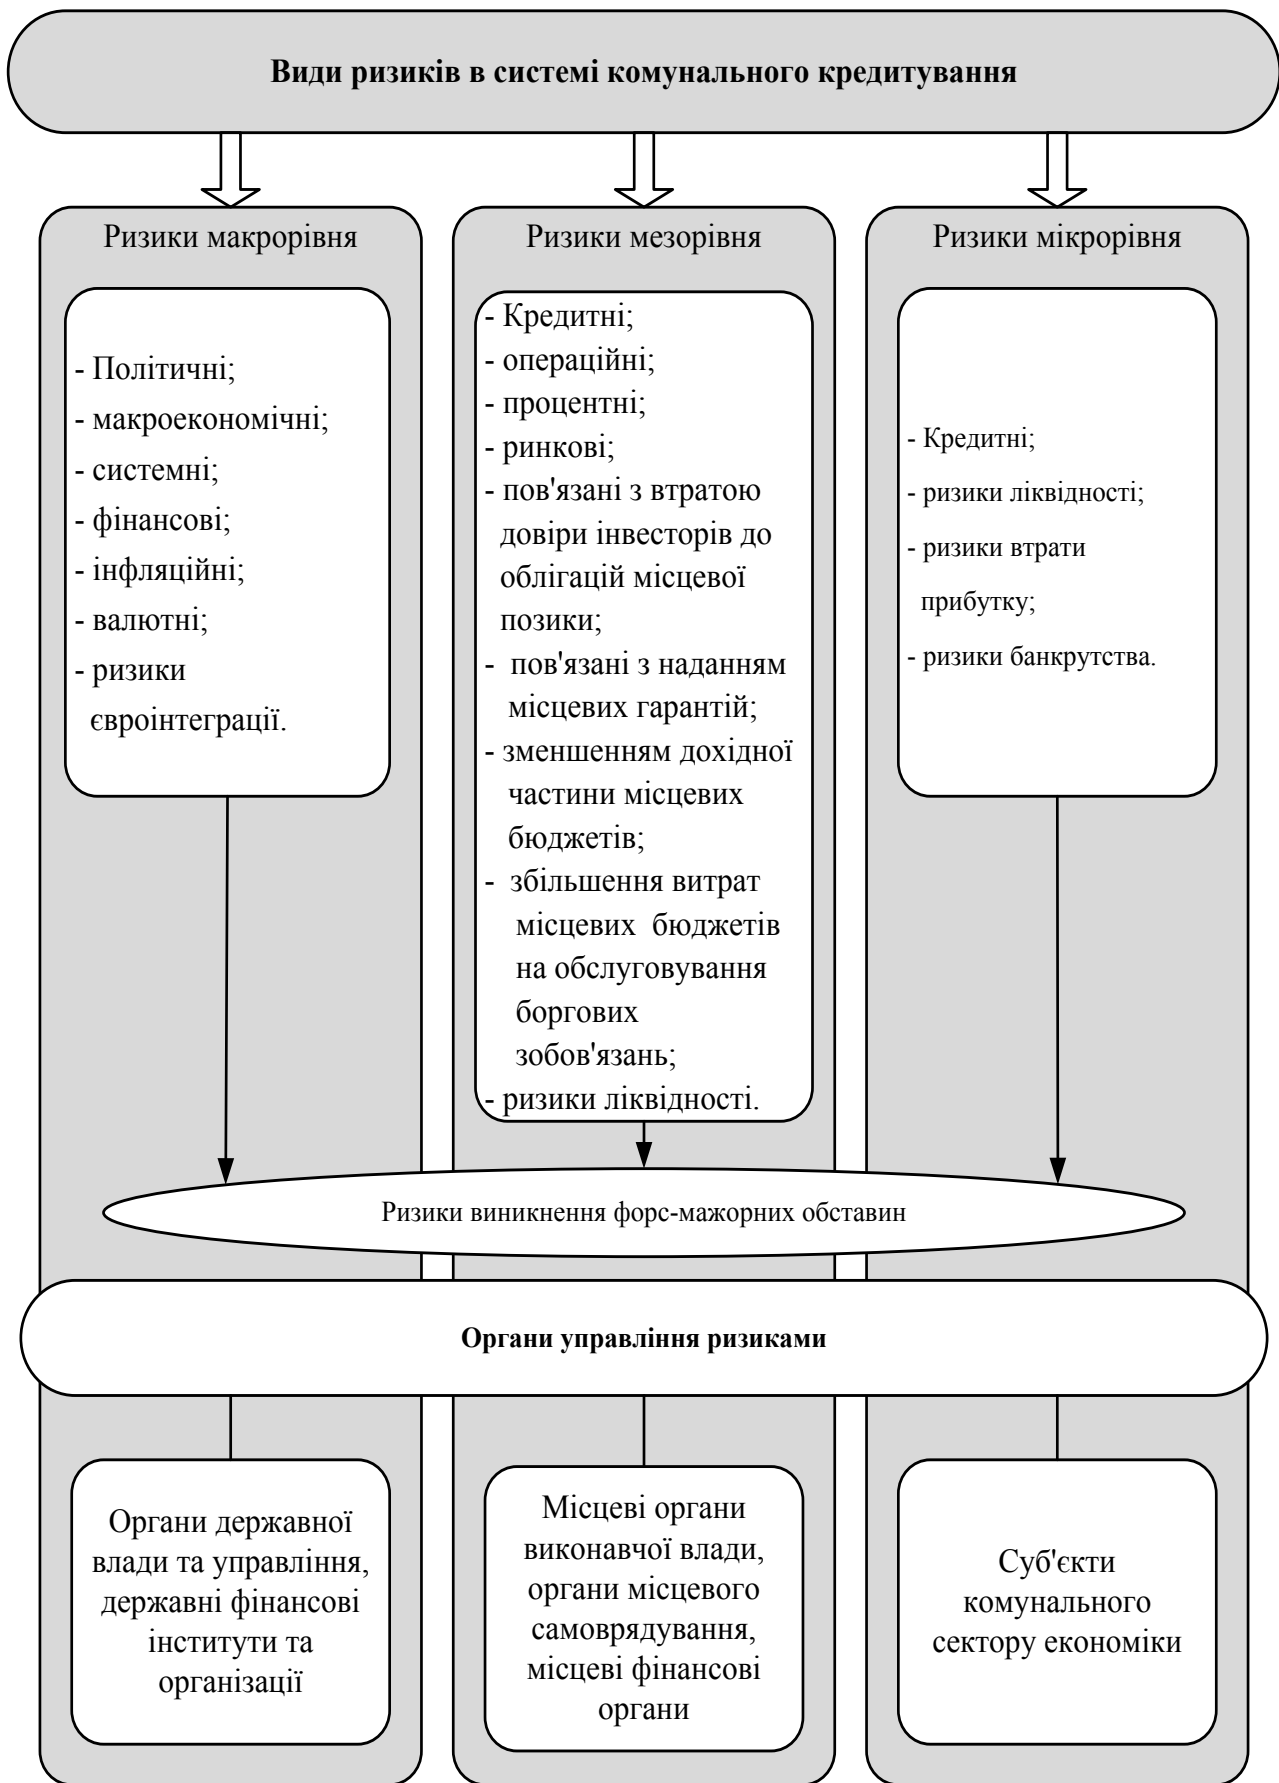 Види ризиків в системі комунального кредитування
Ризики макрорівня
- Політичні;
- макроекономічні;
- системні;
- фінансові;
- інфляційні;
- валютні;
- ризики
євроінтеграції.
Ризики мезорівня
- Кредитні;
- операційні;
- процентні;
- ринкові;
- пов'язані з втратою
довіри інвесторів до
облігацій місцевої
позики;
- пов'язані з наданням
місцевих гарантій;
- зменшенням дохідної
частини місцевих
бюджетів;
- збільшення витрат
місцевих бюджетів
на обслуговування
боргових
зобов'язань;
- ризики ліквідності.
Ризики мікрорівня
- Кредитні;
- ризики ліквідності;
- ризики втрати
прибутку;
- ризики банкрутства.
Ризики виникнення форс-мажорних обставин
Органи управління ризиками
Органи державної
влади та управління,
державні фінансові
інститути та
організації
Місцеві органи
виконавчої влади,
органи місцевого
самоврядування,
місцеві фінансові
органи
Суб'єкти
комунального
сектору економіки